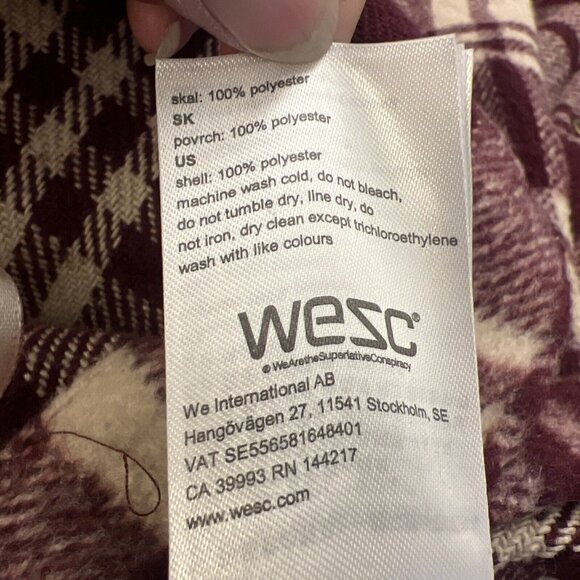 skal: 100% polyester
SK
povrch: 100% polyester
US
shell: 100% polyester
machine wash cold, do not bleach,
do not tumble dry, line dry, do
not iron, dry clean except trichloroethylene
wash with like colours
wesc®
© WeAretheSuperlativeConspiracy
We International AB
Hangövägen 27, 11541 Stockholm, SE
VAT SE556581648401
CA 39993 RN 144217
www.wesc.com